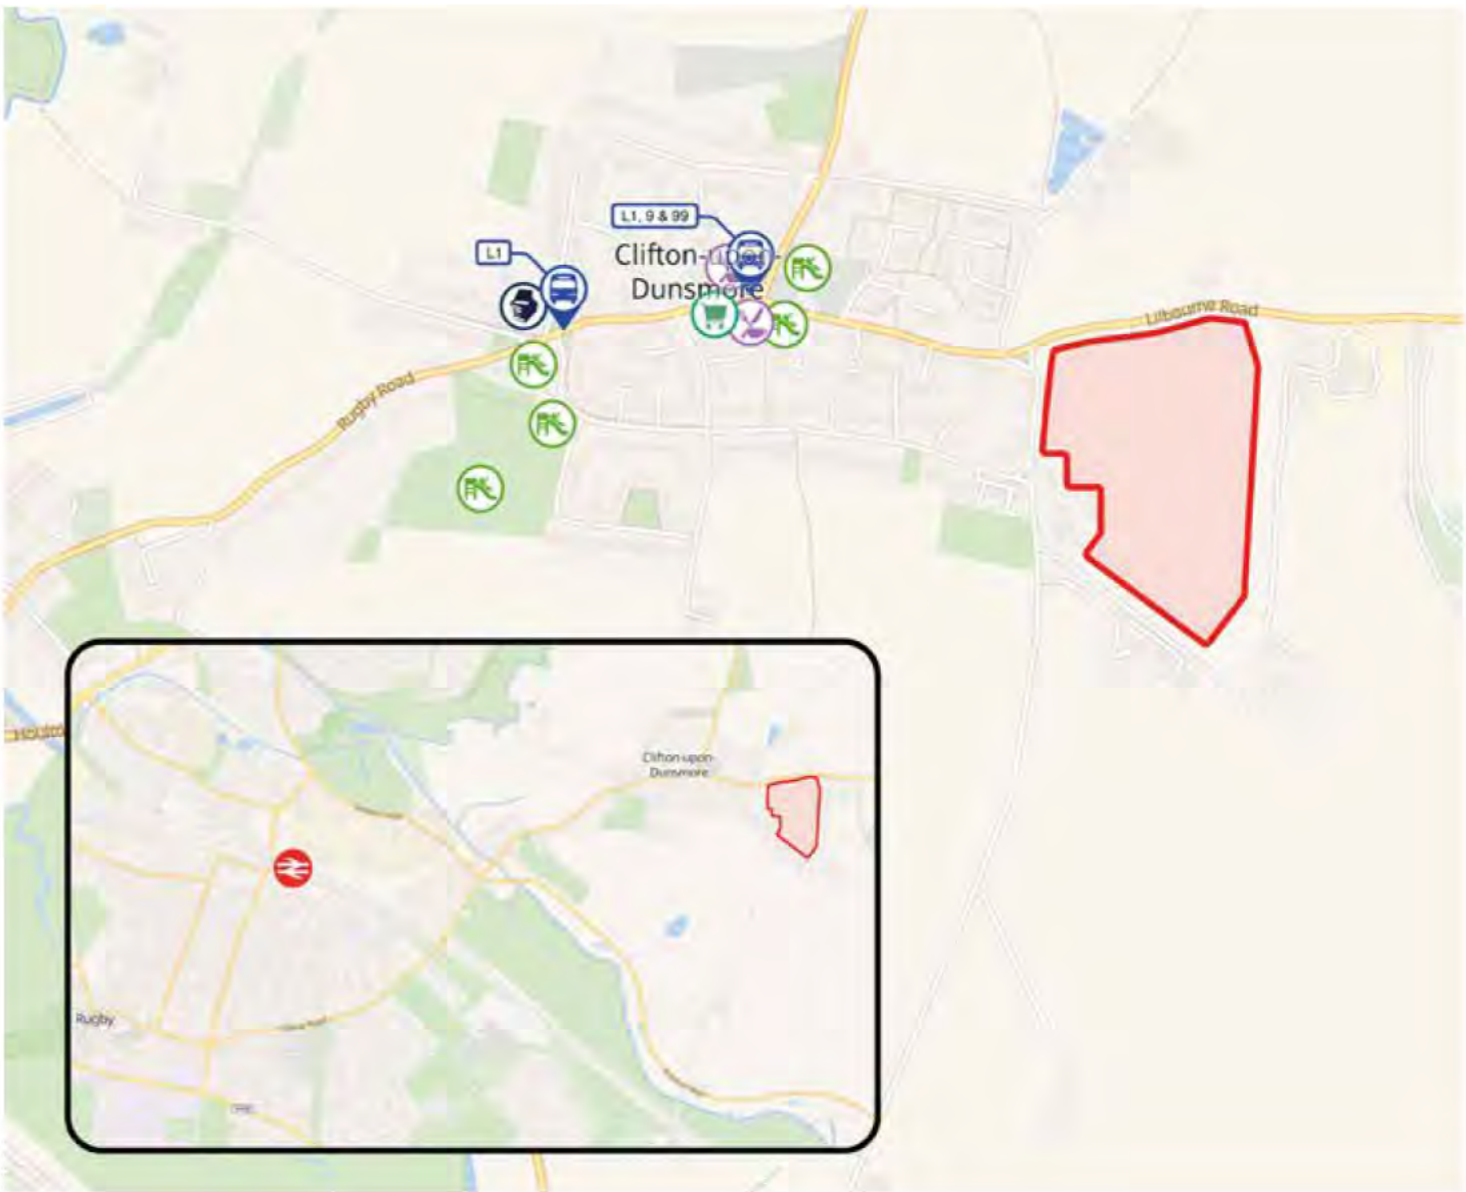 L1, 9 & 99
L1
Clifton-upon-
Dunsmore
Lilbourne Road
Rugby Road
Clifton-upon-
Dunsmore
Rugby